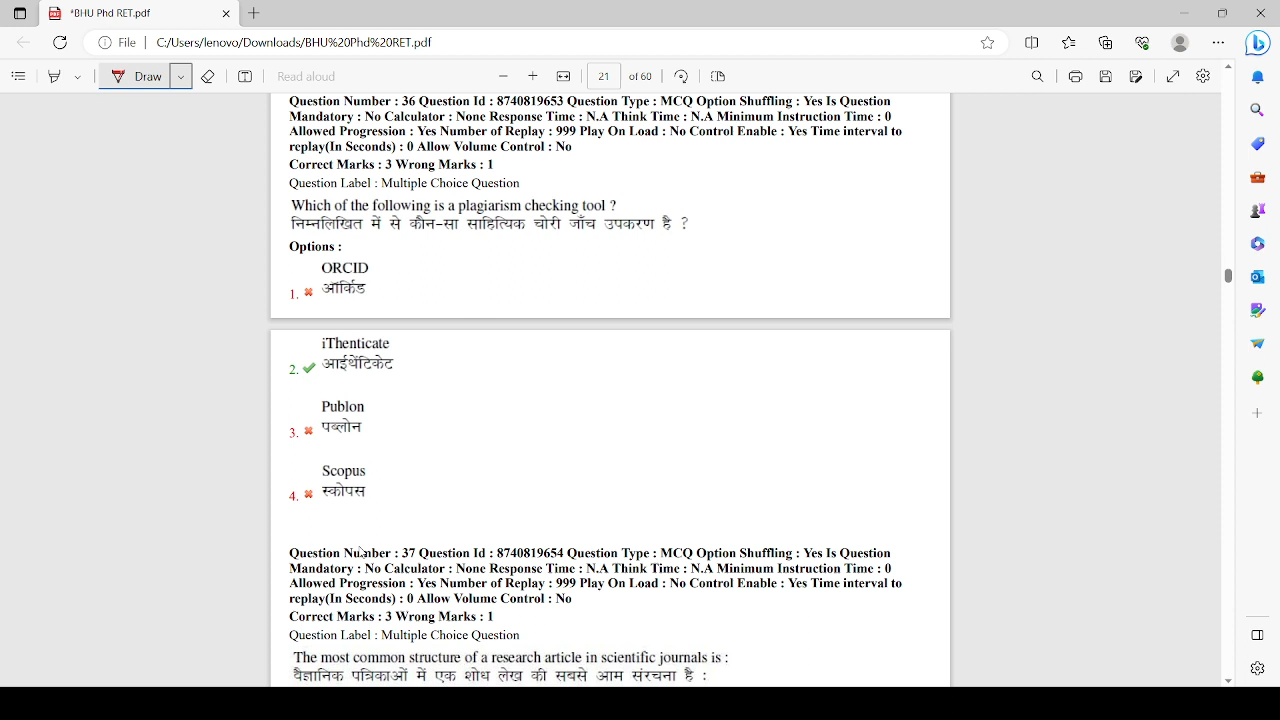 *BHU Phd RET.pdf
File
C:/Users/lenovo/Downloads/BHU%20Phd%20RET.pdf
Draw
Read aloud
21 of 60
Question Number : 36 Question Id : 8740819653 Question Type : MCQ Option Shuffling : Yes Is Question
Mandatory : No Calculator : None Response Time : N.A Think Time : N.A Minimum Instruction Time : 0
Allowed Progression : Yes Number of Replay : 999 Play On Load : No Control Enable : Yes Time interval to
replay(In Seconds) : 0 Allow Volume Control : No
Correct Marks : 3 Wrong Marks : 1
Question Label : Multiple Choice Question
Which of the following is a plagiarism checking tool ?
निम्नलिखित में से कौन-सा साहित्यिक चोरी जाँच उपकरण है ?
Options :
ORCID
1. ऑर्किड
iThenticate
2. आईथेंटिकेट
Publon
3. पब्लोन
Scopus
4. स्कोपस
Question Number : 37 Question Id : 8740819654 Question Type : MCQ Option Shuffling : Yes Is Question
Mandatory : No Calculator : None Response Time : N.A Think Time : N.A Minimum Instruction Time : 0
Allowed Progression : Yes Number of Replay : 999 Play On Load : No Control Enable : Yes Time interval to
replay(In Seconds) : 0 Allow Volume Control : No
Correct Marks : 3 Wrong Marks : 1
Question Label : Multiple Choice Question
The most common structure of a research article in scientific journals is :
वैज्ञानिक पत्रिकाओं में एक शोध लेख की सबसे आम संरचना है :